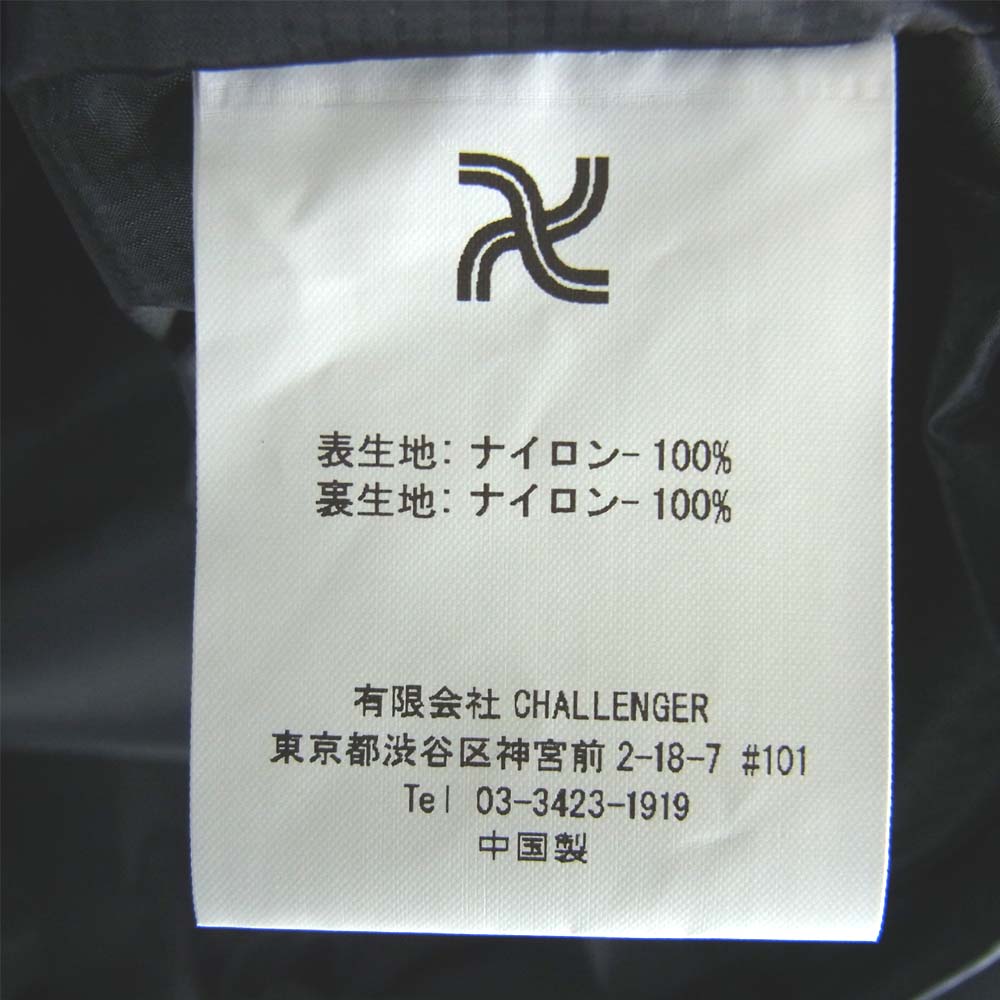 表生地: ナイロン- 100%
裏生地: ナイロン- 100%
有限会社 CHALLENGER
東京都渋谷区神宮前 2-18-7 #101
Tel 03-3423-1919
中国製